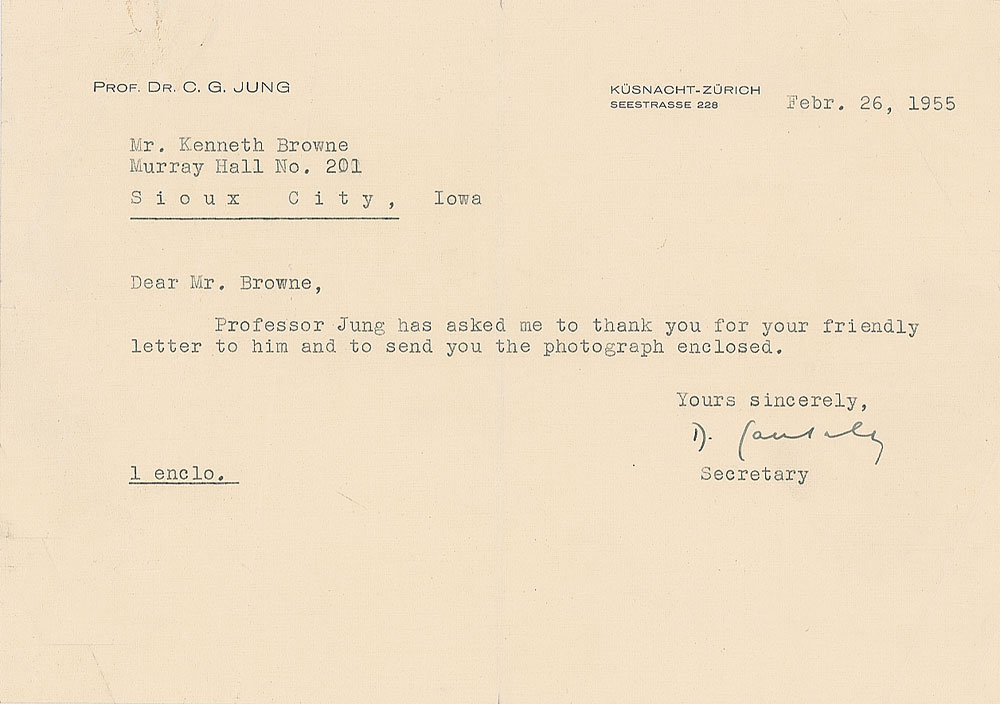 PROF. DR. C. G. JUNG
KÜSNACHT-ZÜRICH
SEESTRASSE 228
Febr. 26, 1955
Mr. Kenneth Browne
Murray Hall No. 201
Sioux City, Iowa
Dear Mr. Browne,
Professor Jung has asked me to thank you for your friendly
letter to him and to send you the photograph enclosed.
Yours sincerely,
D.
Secretary
1 enclo.